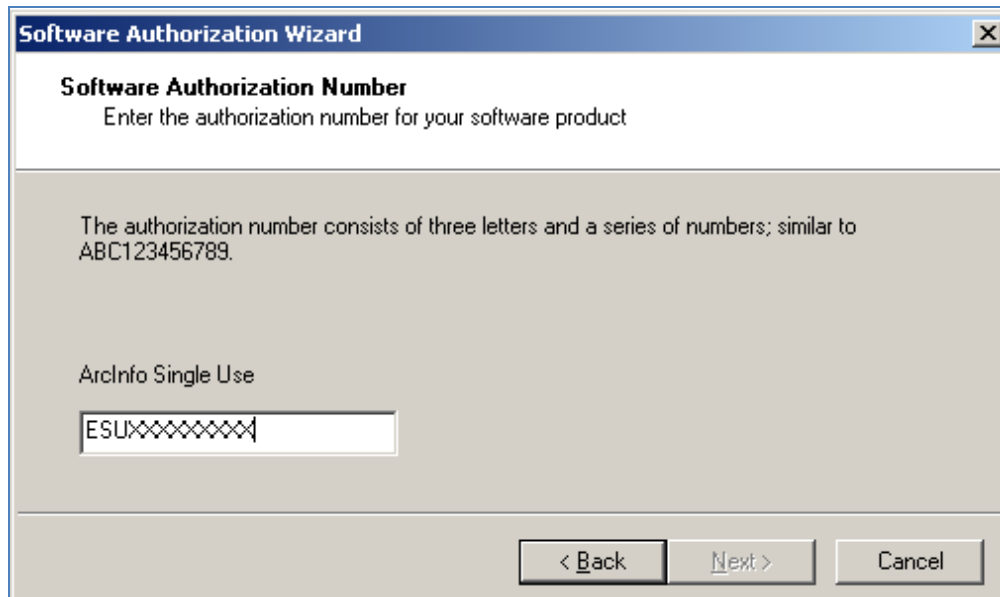 Software Authorization Wizard
Software Authorization Number
Enter the authorization number for your software product
The authorization number consists of three letters and a series of numbers; similar to
ABC123456789.
ArcInfo Single Use
ESUXXXXXXXXX
< Back Next > Cancel